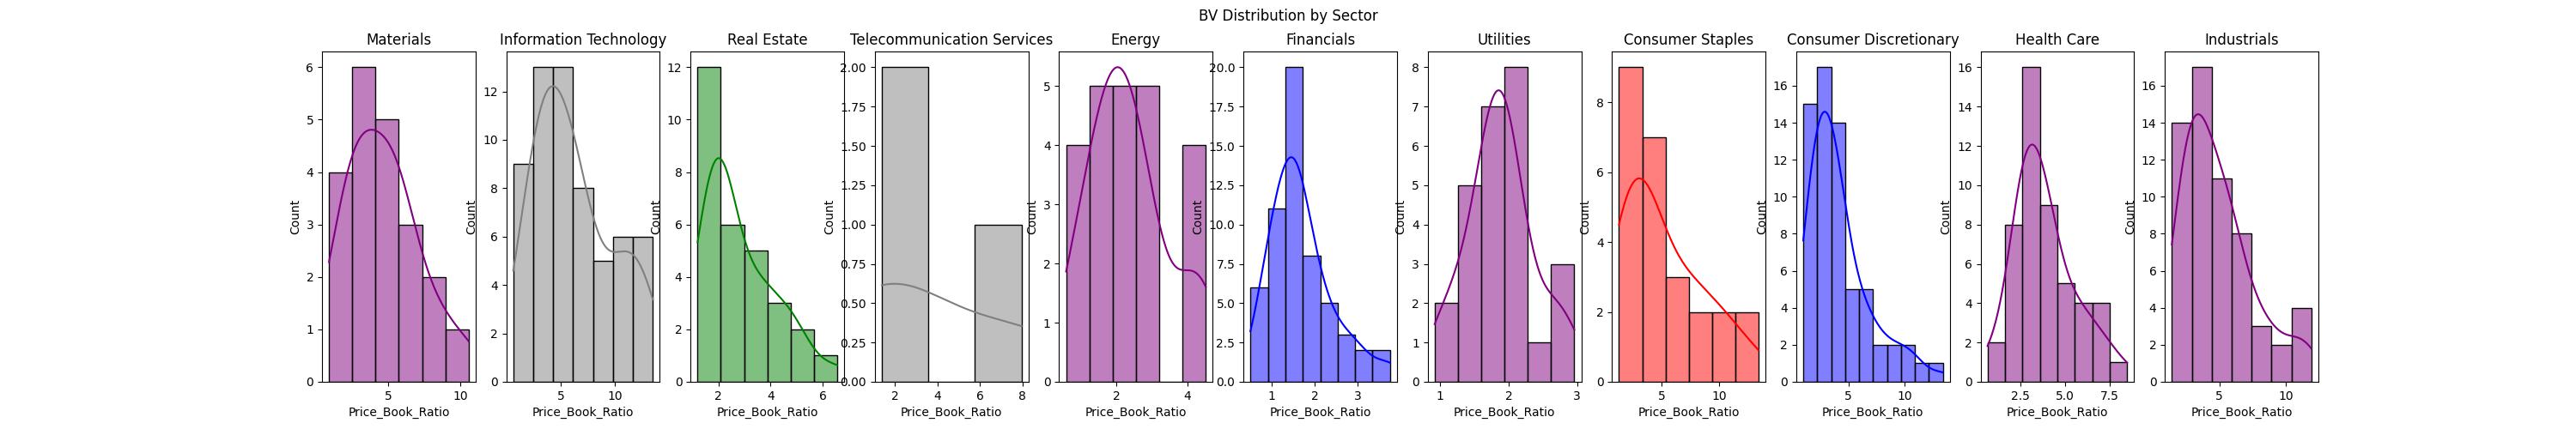 BV Distribution by Sector
Materials
6
5
4
3
2
1
0
Count
5 10
Price_Book_Ratio
Information Technology
12
10
8
6
4
2
0
Count
5 10
Price_Book_Ratio
Real Estate
12
10
8
6
4
2
0
Count
2 4 6
Price_Book_Ratio
Telecommunication Services
2.00
1.75
1.50
1.25
1.00
0.75
0.50
0.25
0.00
Count
2 4 6 8
Price_Book_Ratio
Energy
5
4
3
2
1
0
Count
2 4
Price_Book_Ratio
Financials
20.0
17.5
15.0
12.5
10.0
7.5
5.0
2.5
0.0
Count
1 2 3
Price_Book_Ratio
Utilities
8
7
6
5
4
3
2
1
0
Count
1 2 3
Price_Book_Ratio
Consumer Staples
8
6
4
2
0
Count
5 10
Price_Book_Ratio
Consumer Discretionary
16
14
12
10
8
6
4
2
0
Count
5 10
Price_Book_Ratio
Health Care
16
14
12
10
8
6
4
2
0
Count
2.5 5.0 7.5
Price_Book_Ratio
Industrials
16
14
12
10
8
6
4
2
0
Count
5 10
Price_Book_Ratio